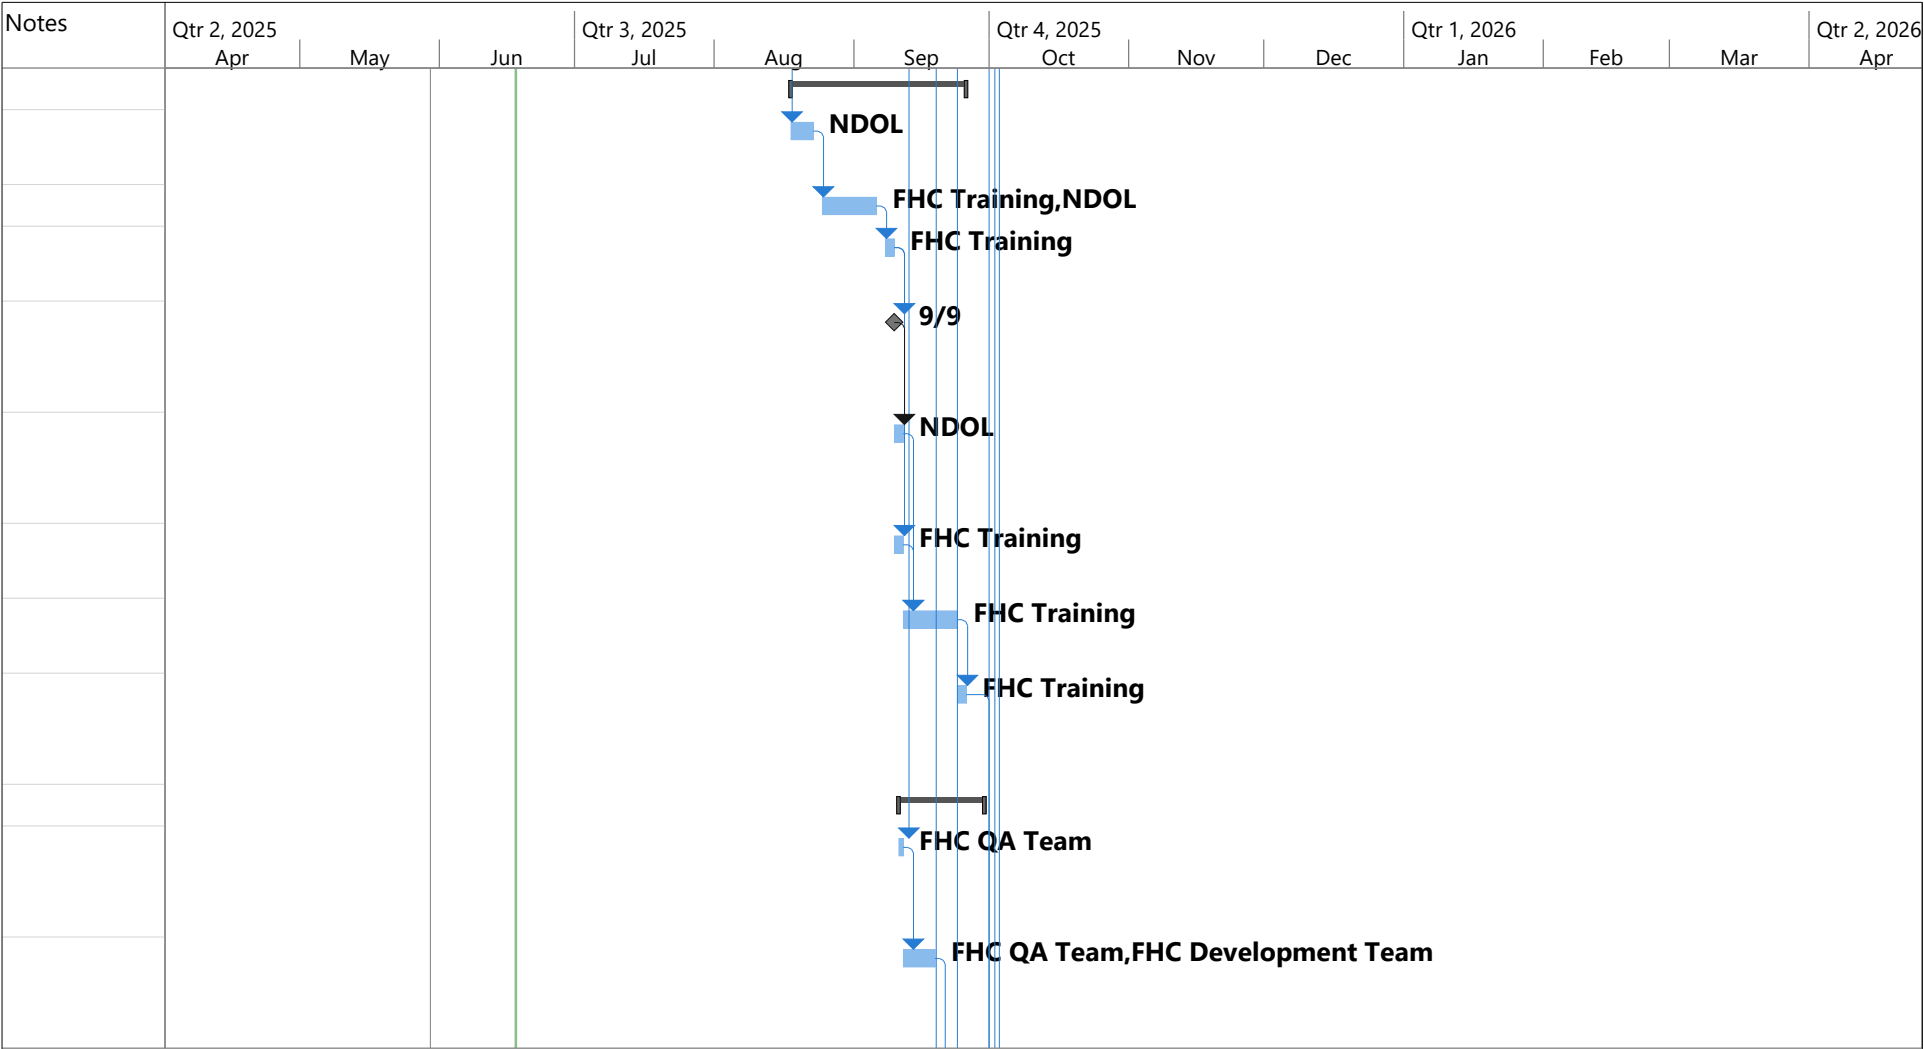 Notes
Qtr 2, 2025 Qtr 3, 2025 Qtr 4, 2025 Qtr 1, 2026 Qtr 2, 2026
Apr May Jun Jul Aug Sep Oct Nov Dec Jan Feb Mar Apr
NDOL
FHC Training,NDOL
FHC Training
9/9
NDOL
FHC Training
FHC Training
FHC Training
FHC QA Team
FHC QA Team,FHC Development Team